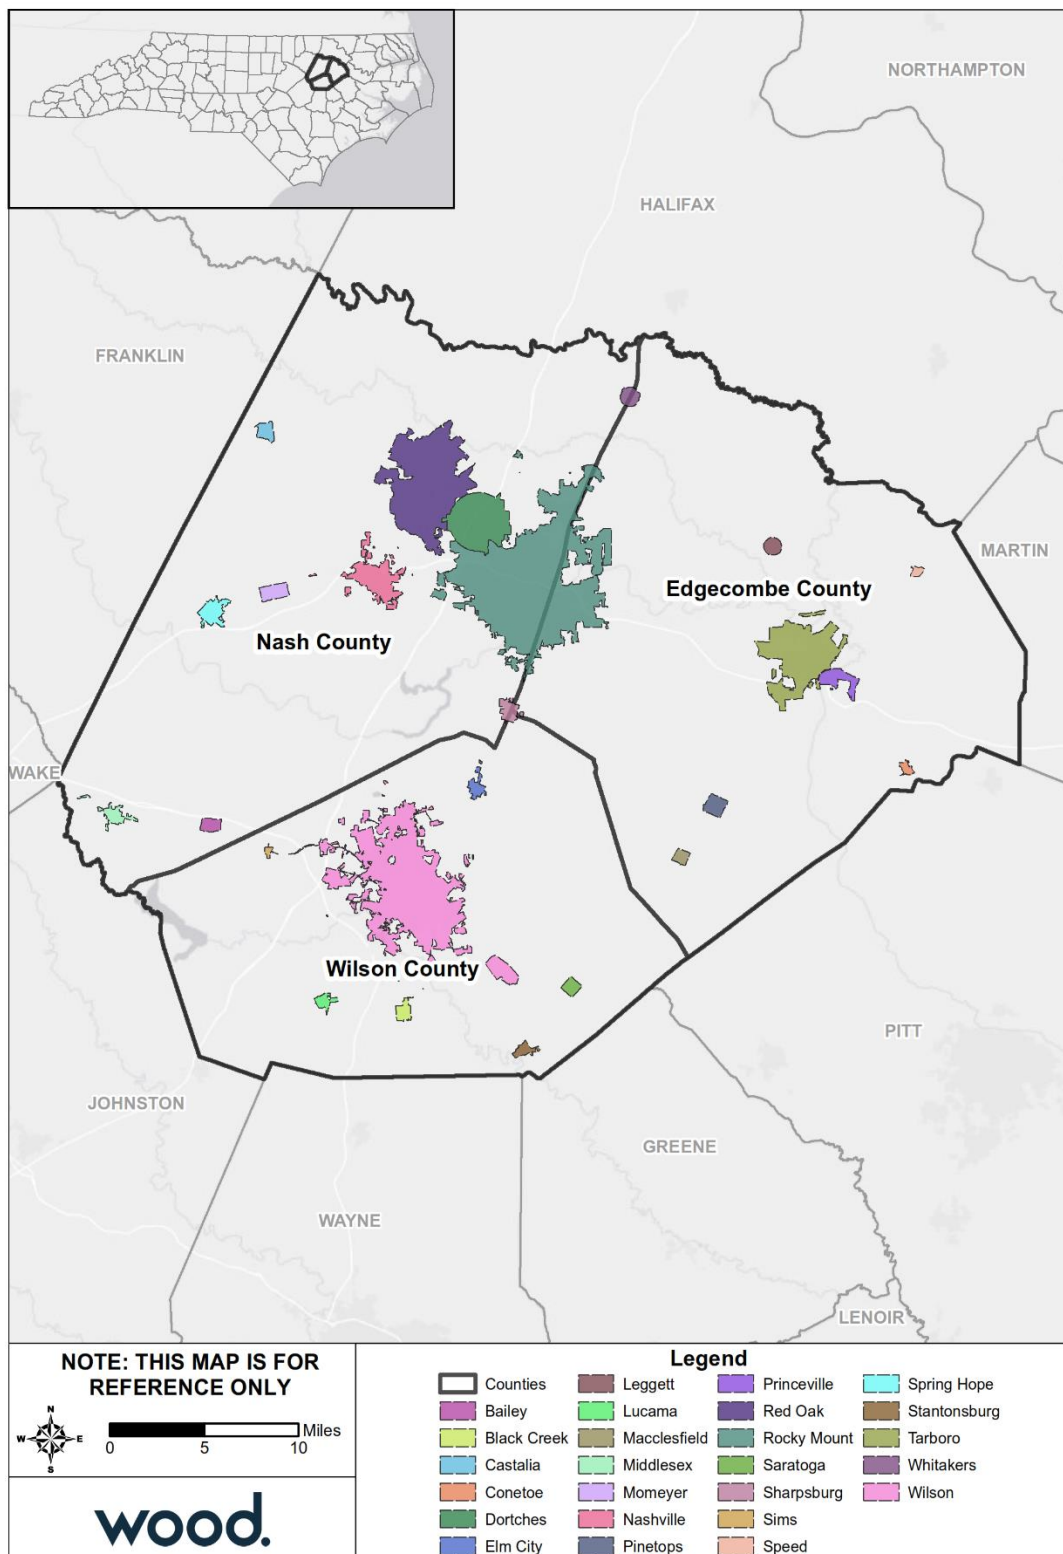 NORTHAMPTON
HALIFAX
FRANKLIN
MARTIN
Edgecombe County
Nash County
WAKE
Wilson County
PITT
JOHNSTON
GREENE
WAYNE
LENOIR
NOTE: THIS MAP IS FOR
REFERENCE ONLY
N
W E
S
0 5 10 Miles
wood.
Legend
Counties
Bailey
Black Creek
Castalia
Conetoe
Dortches
Elm City
Leggett
Lucama
Macclesfield
Middlesex
Momeyer
Nashville
Pinetops
Princeville
Red Oak
Rocky Mount
Saratoga
Sharpsburg
Sims
Speed
Spring Hope
Stantonsburg
Tarboro
Whitakers
Wilson